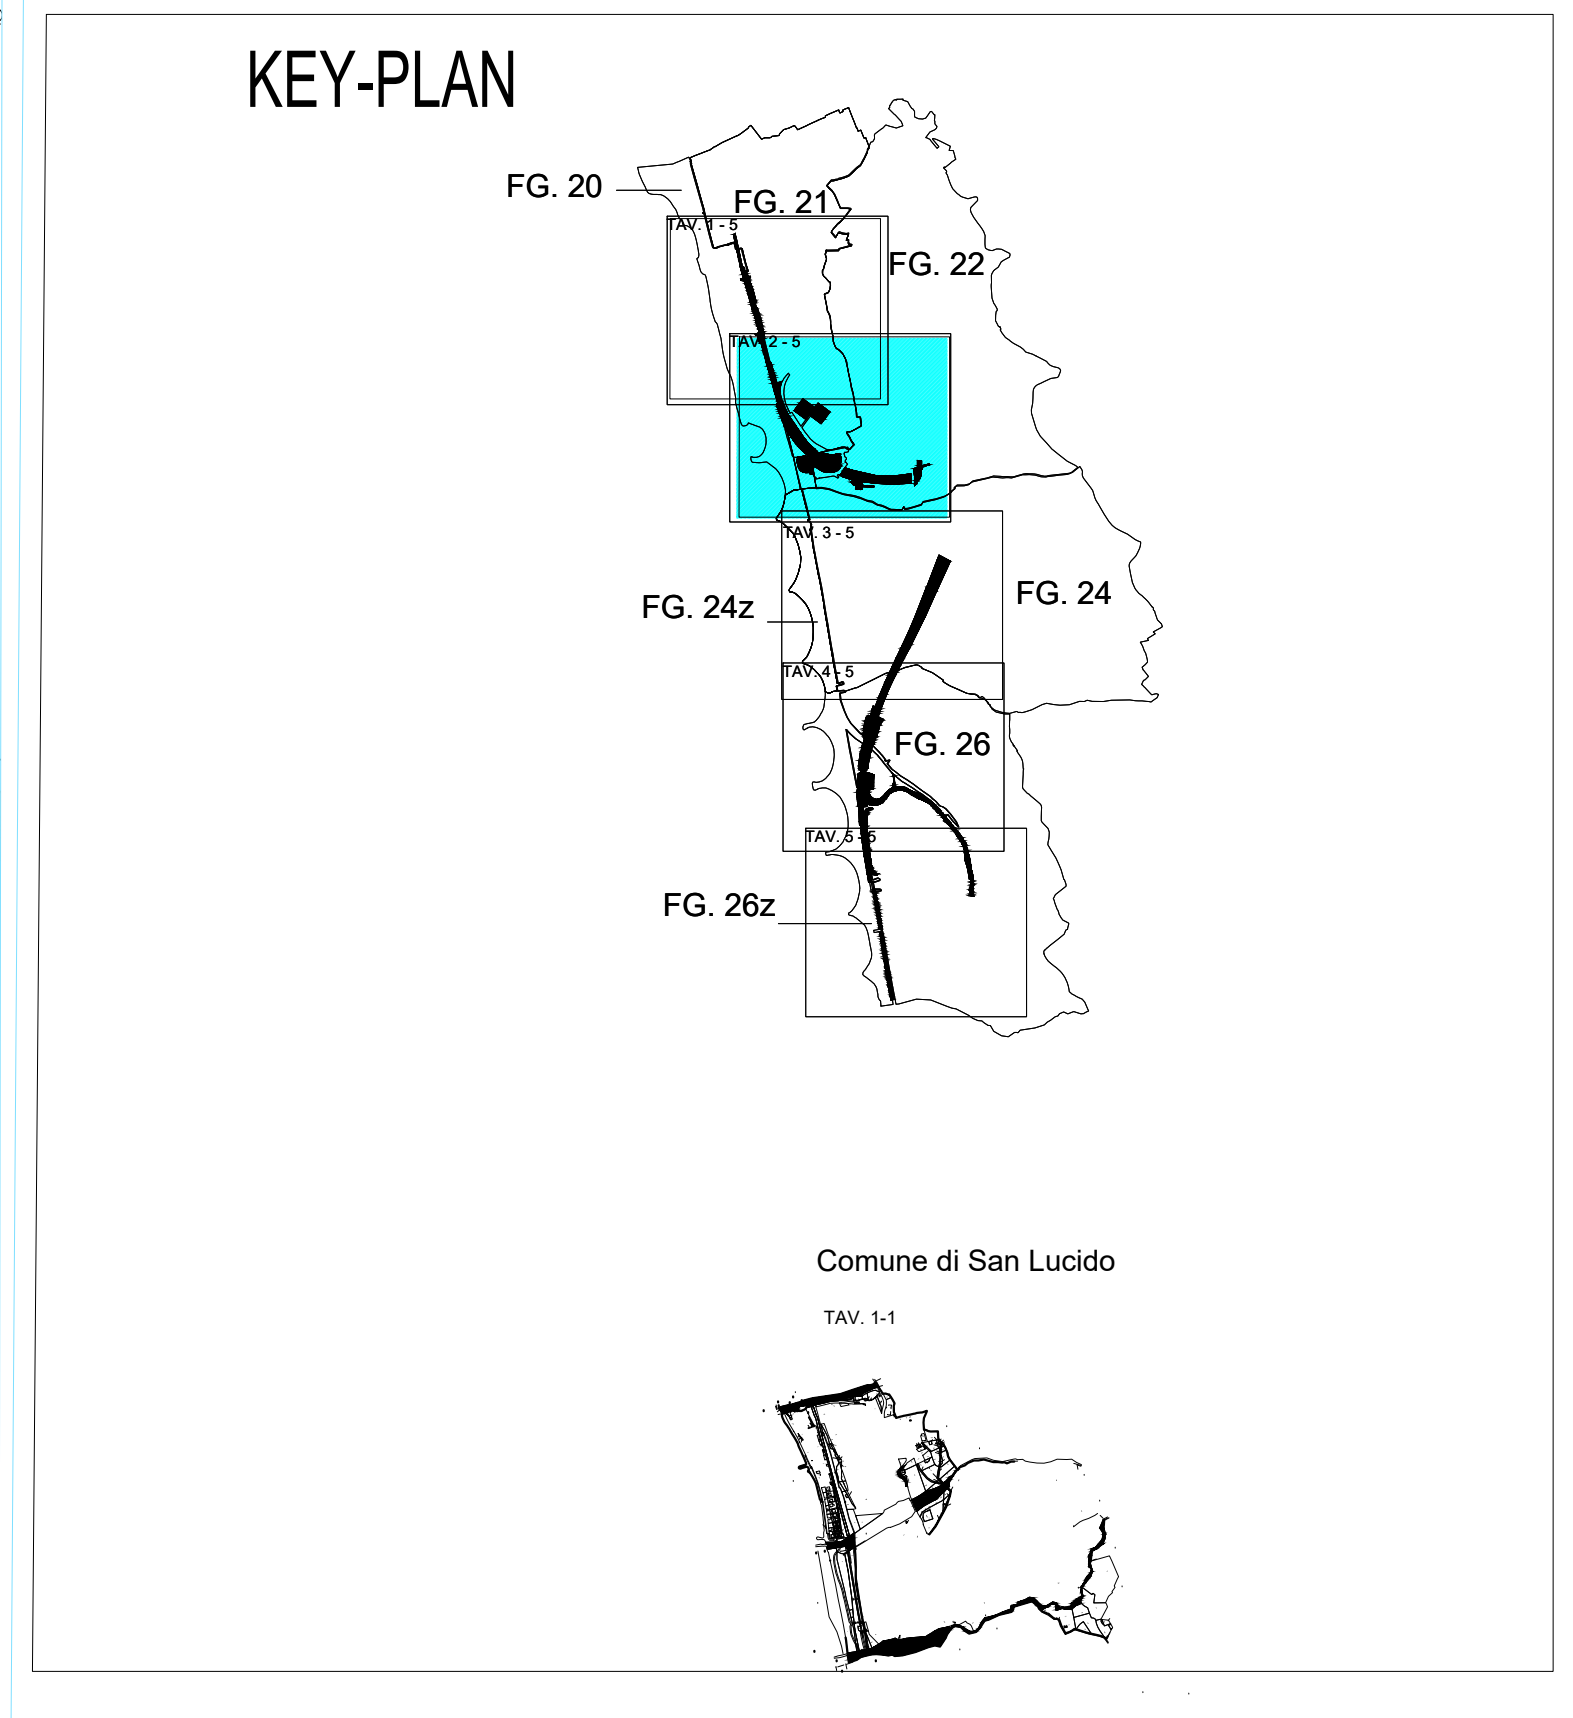 KEY-PLAN
FG. 20
FG. 21
TAV. 1 - 5
FG. 22
TAV. 2 - 5
TAV. 3 - 5
FG. 24z
FG. 24
TAV. 4 - 5
FG. 26
TAV. 5 - 5
FG. 26z
Comune di San Lucido
TAV. 1-1